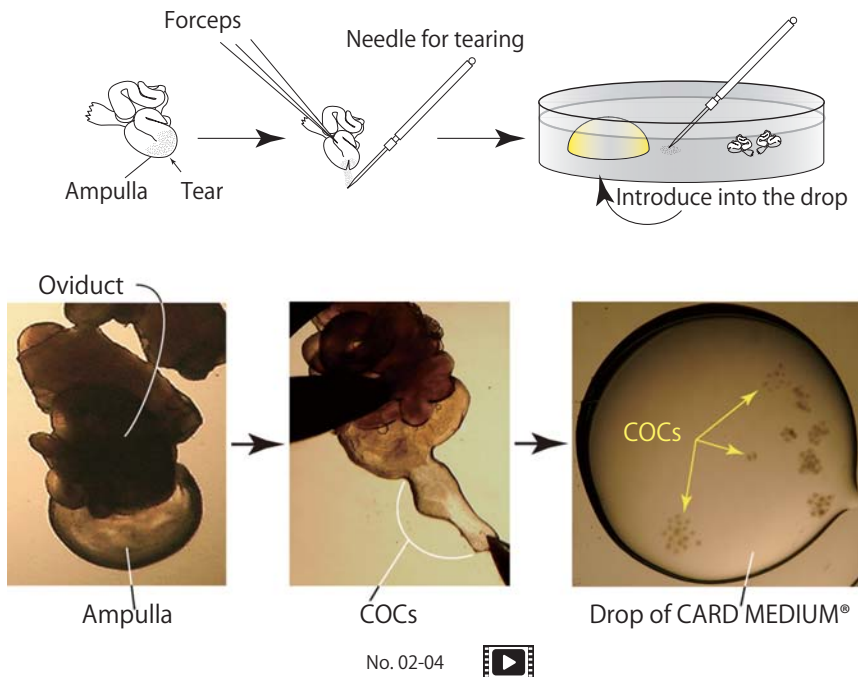 Forceps
Needle for tearing
Ampulla
Tear
Introduce into the drop
Oviduct
COCs
Ampulla
COCs
Drop of CARD MEDIUM®
No. 02-04